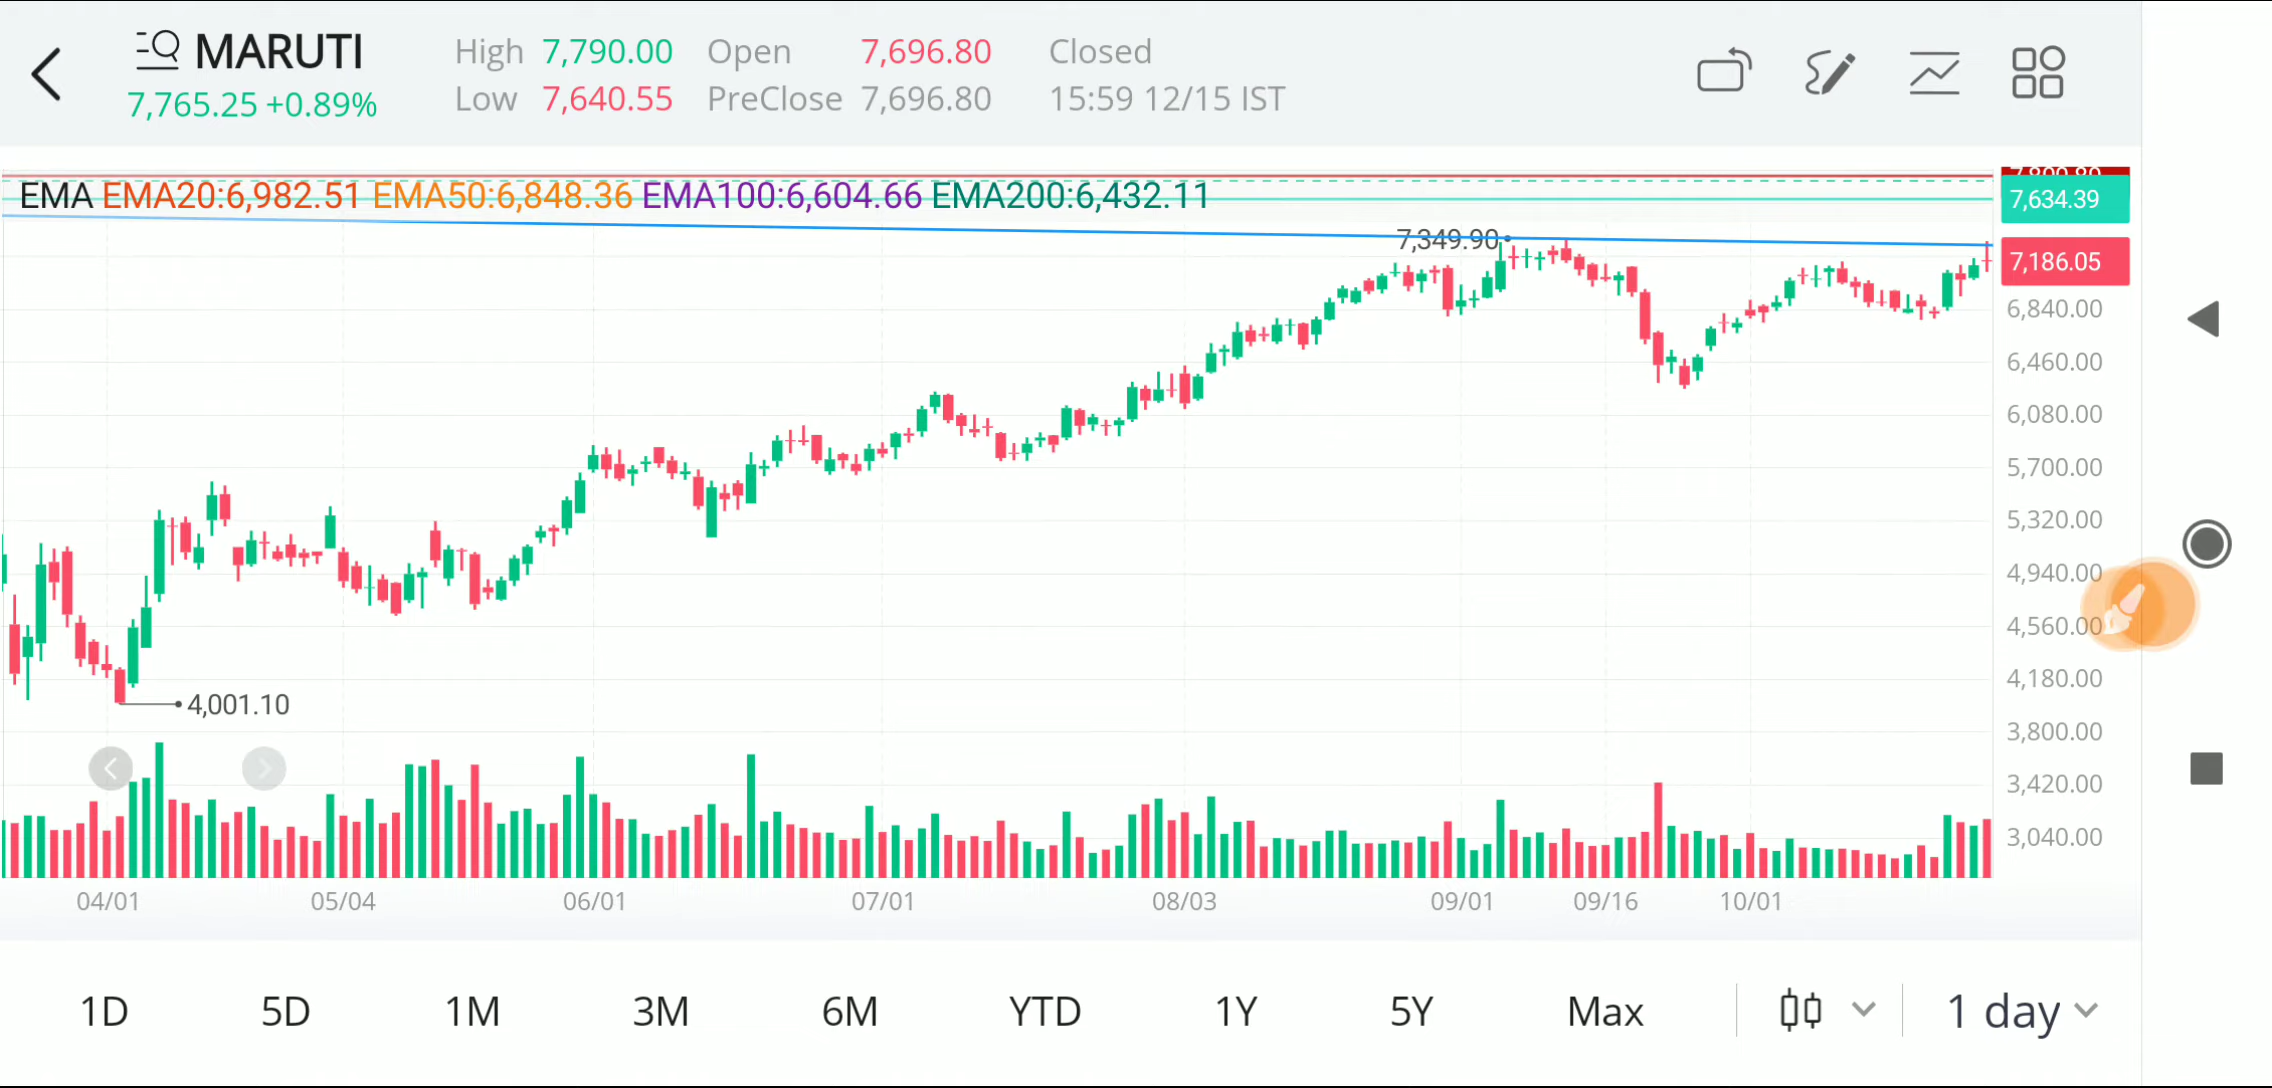 MARUTI
7,765.25 +0.89%
High 7,790.00 Open 7,696.80 Closed
Low 7,640.55 PreClose 7,696.80 15:59 12/15 IST
EMA EMA20:6,982.51 EMA50:6,848.36 EMA100:6,604.66 EMA200:6,432.11
7,634.39
7,349.90
7,186.05
6,840.00
6,460.00
6,080.00
5,700.00
5,320.00
4,940.00
4,560.00
4,180.00
4,001.10
3,800.00
3,420.00
3,040.00
04/01 05/04 06/01 07/01 08/03 09/01 09/16 10/01
1D 5D 1M 3M 6M YTD 1Y 5Y Max 1 day